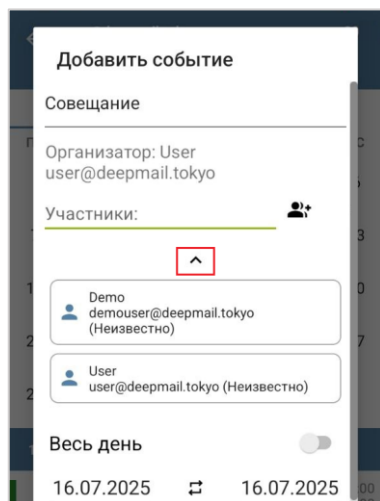 Добавить событие
Совещание
Организатор: User
user@deepmail.tokyo
Участники:
Demo
demouser@deepmail.tokyo
(Неизвестно)
User
user@deepmail.tokyo (Неизвестно)
Весь день
16.07.2025 16.07.2025